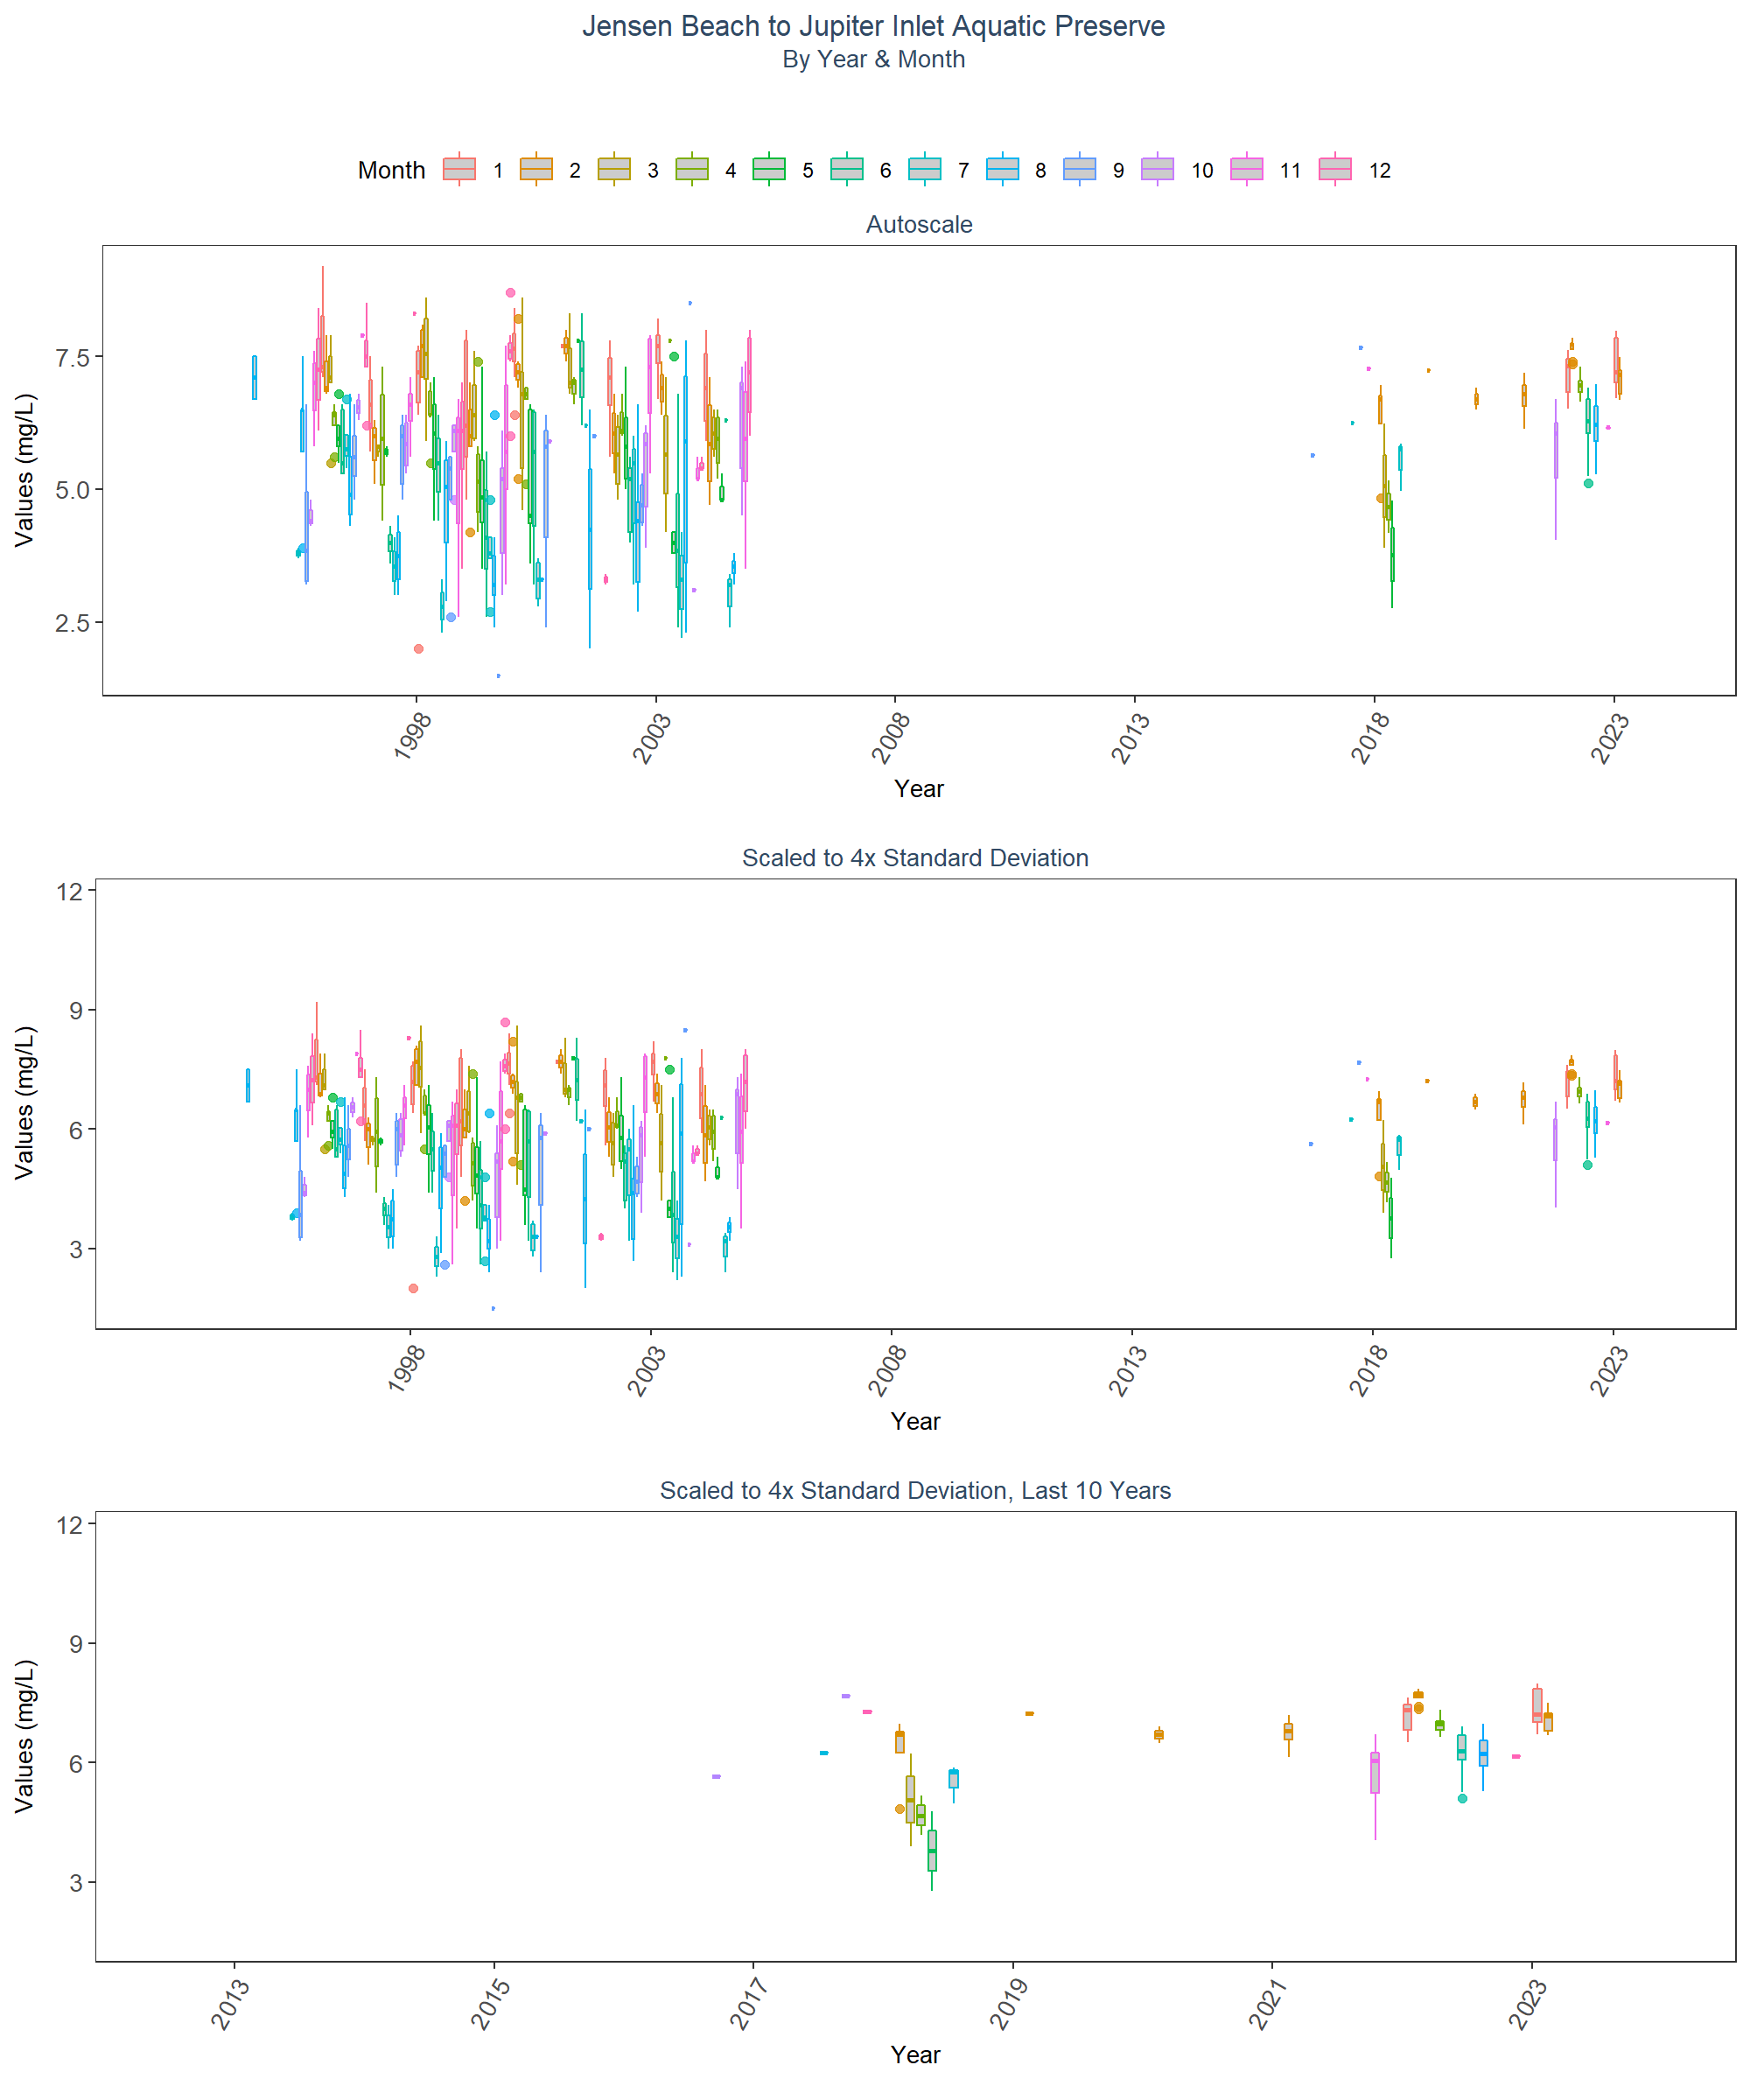 Jensen Beach to Jupiter Inlet Aquatic Preserve
By Year & Month
Month 1 2 3 4 5 6 7 8 9 10 11 12
Autoscale
Values (mg/L)
7.5
5.0
2.5
1998 2003 2008 2013 2018 2023
Year
Scaled to 4x Standard Deviation
Values (mg/L)
12
9
6
3
1998 2003 2008 2013 2018 2023
Year
Scaled to 4x Standard Deviation, Last 10 Years
Values (mg/L)
12
9
6
3
2013 2015 2017 2019 2021 2023
Year